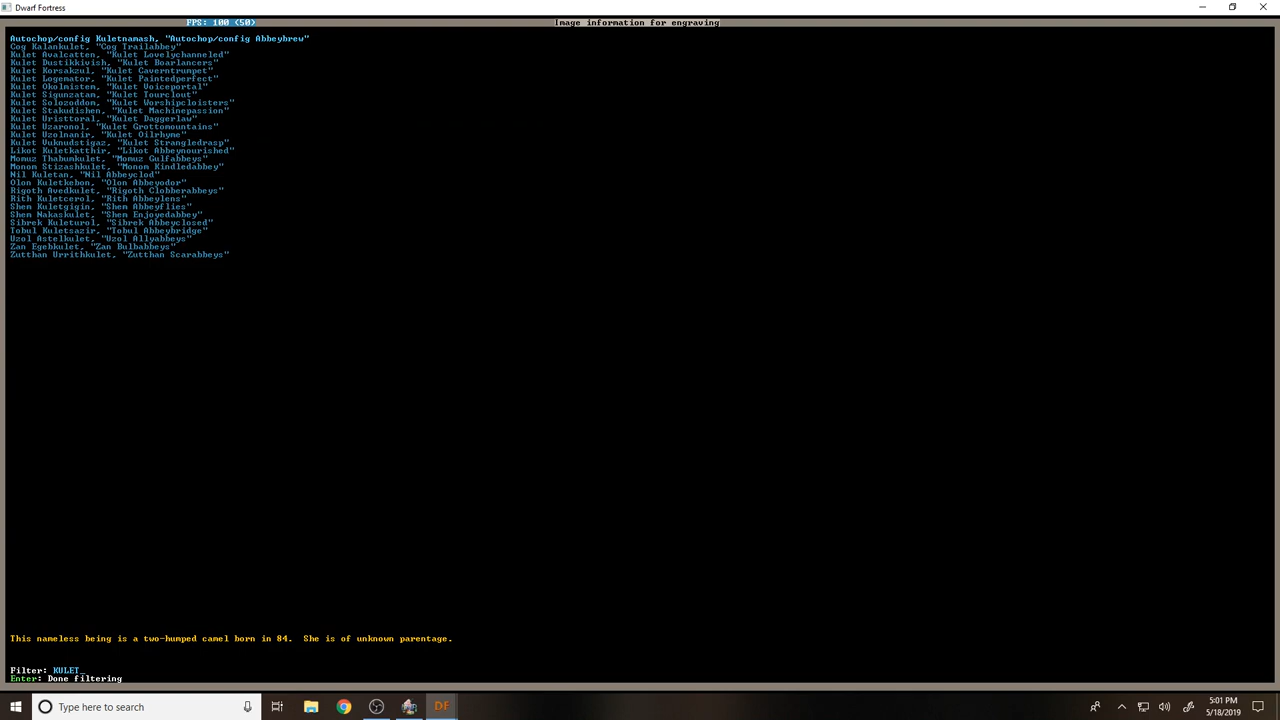 Dwarf Fortress
FPS: 100 (50)
Image information for engraving
Autochop/config Kuletnamash, "Autochop/config Abbeybrew"
Cog Kalankulet, "Cog Trailabbey"
Kulet Avalcatten, "Kulet Lovelychanneled"
Kulet Dustikkivish, "Kulet Boarlancers"
Kulet Korsakzul, "Kulet Caverntrumpet"
Kulet Logemator, "Kulet Paintedperfect"
Kulet Okolmistem, "Kulet Voiceportal"
Kulet Sigunzatam, "Kulet Tourclout"
Kulet Solozoddom, "Kulet Worshipcloisters"
Kulet Stakudishen, "Kulet Machinepassion"
Kulet Uristtoral, "Kulet Daggerlaw"
Kulet Uzaronol, "Kulet Grottomountains"
Kulet Uzolnanir, "Kulet Oilrhyme"
Kulet Vuknudstigaz, "Kulet Strangledrasp"
Likot Kuletkatthir, "Likot Abbeynourished"
Momuz Thabumkulet, "Momuz Gulfabbeys"
Monom Stizashkulet, "Monom Kindledabbey"
Nil Kuletan, "Nil Abbeyclod"
Olon Kuletkebon, "Olon Abbeyodor"
Rigoth Avedkulet, "Rigoth Clobberabbeys"
Rith Kuletcerol, "Rith Abbeylens"
Shem Kuletgigin, "Shem Abbeyflies"
Shem Nakaskulet, "Shem Enjoyedabbey"
Sibrek Kuleturol, "Sibrek Abbeyclosed"
Tobul Kuletsazir, "Tobul Abbeybridge"
Uzol Astelkulet, "Uzol Allyabbeys"
Zan Egebkulet, "Zan Bulbabbeys"
Zutthan Urrithkulet, "Zutthan Scarabbeys"
This nameless being is a two-humped camel born in 84.  She is of unknown parentage.
Filter: KULET_
Enter: Done filtering
Type here to search
DF
5:01 PM
5/18/2019